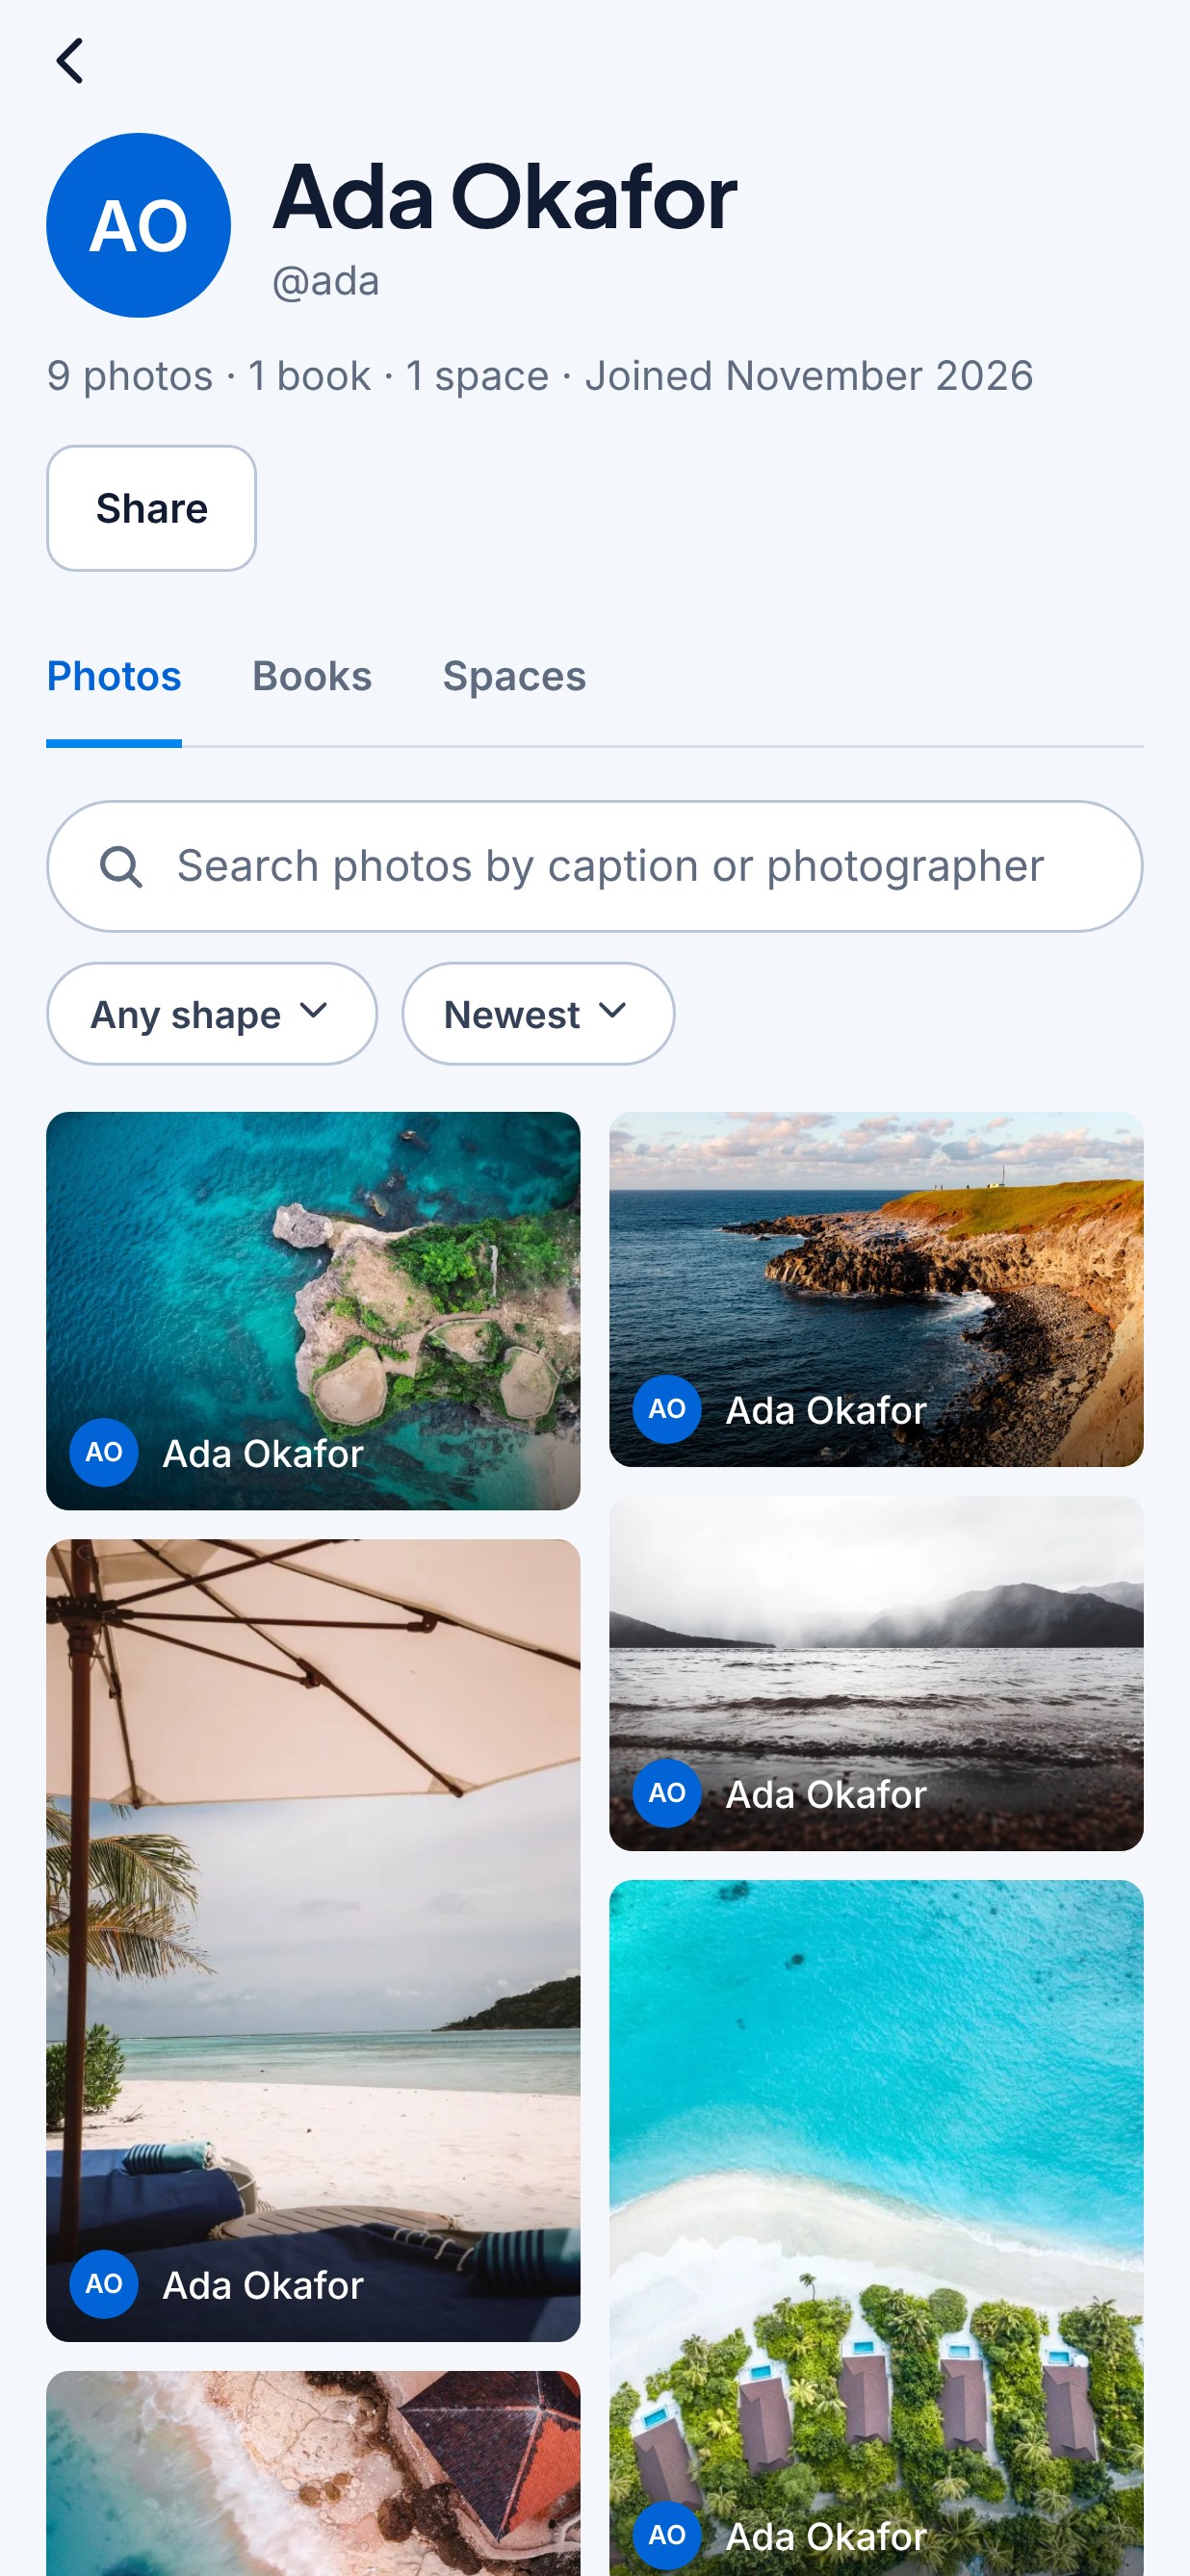 AO
Ada Okafor
@ada
9 photos · 1 book · 1 space · Joined November 2026
Share
Photos Books Spaces
Search photos by caption or photographer
Any shape Newest
AO Ada Okafor
AO Ada Okafor
AO Ada Okafor
AO Ada Okafor
AO Ada Okafor